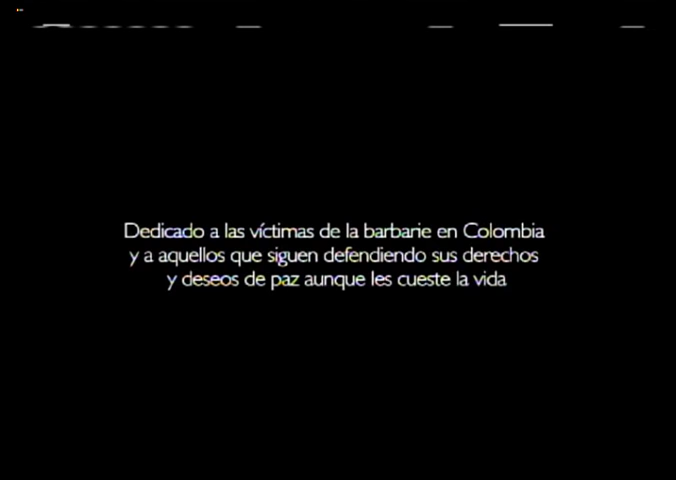 Dedicado a las víctimas de la barbarie en Colombia
y a aquellos que siguen defendiendo sus derechos
y deseos de paz aunque les cueste la vida